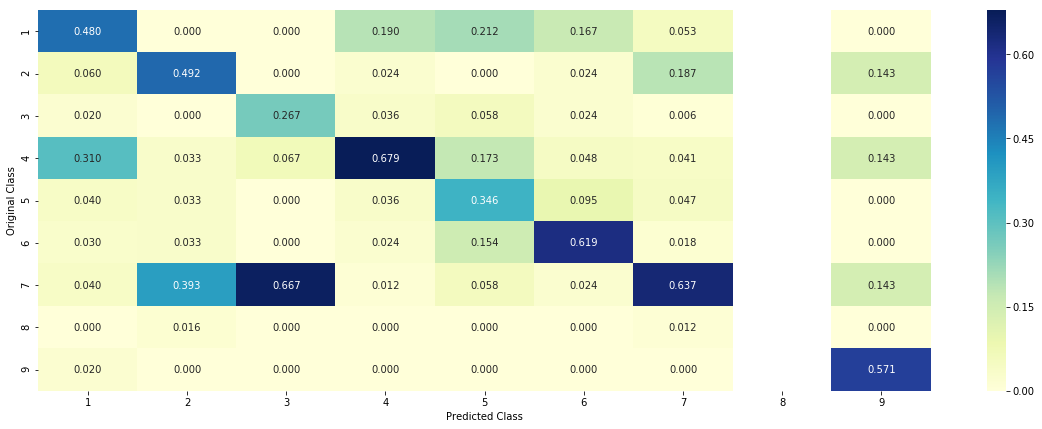 1 0.480 0.000 0.000 0.190 0.212 0.167 0.053 0.000
2 0.060 0.492 0.000 0.024 0.000 0.024 0.187 0.143
3 0.020 0.000 0.267 0.036 0.058 0.024 0.006 0.000
4 0.310 0.033 0.067 0.679 0.173 0.048 0.041 0.143
5 0.040 0.033 0.000 0.036 0.346 0.095 0.047 0.000
6 0.030 0.033 0.000 0.024 0.154 0.619 0.018 0.000
7 0.040 0.393 0.667 0.012 0.058 0.024 0.637 0.143
8 0.000 0.016 0.000 0.000 0.000 0.000 0.012 0.000
9 0.020 0.000 0.000 0.000 0.000 0.000 0.000 0.571
1 2 3 4 5 6 7 8 9
Predicted Class
Original Class
0.60
0.45
0.30
0.15
0.00